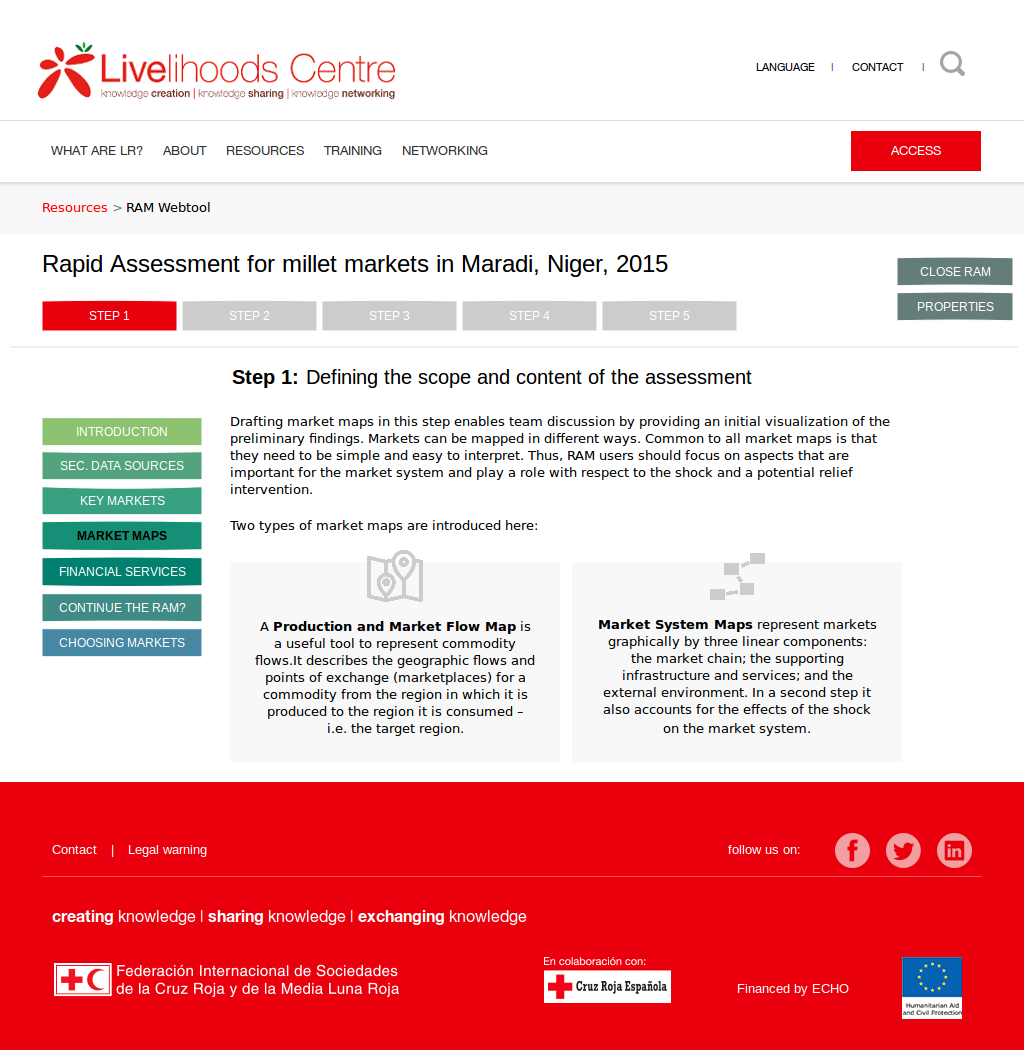 Livelihoods Centre
knowledge creation | knowledge sharing | knowledge networking
LANGUAGE | CONTACT |
WHAT ARE LR? ABOUT RESOURCES TRAINING NETWORKING ACCESS
Resources > RAM Webtool
Rapid Assessment for millet markets in Maradi, Niger, 2015
CLOSE RAM
PROPERTIES
STEP 1 STEP 2 STEP 3 STEP 4 STEP 5
Step 1: Defining the scope and content of the assessment
INTRODUCTION
SEC. DATA SOURCES
KEY MARKETS
MARKET MAPS
FINANCIAL SERVICES
CONTINUE THE RAM?
CHOOSING MARKETS
Drafting market maps in this step enables team discussion by providing an initial visualization of the
preliminary findings. Markets can be mapped in different ways. Common to all market maps is that
they need to be simple and easy to interpret. Thus, RAM users should focus on aspects that are
important for the market system and play a role with respect to the shock and a potential relief
intervention.
Two types of market maps are introduced here:
A Production and Market Flow Map is
a useful tool to represent commodity
flows.It describes the geographic flows and
points of exchange (marketplaces) for a
commodity from the region in which it is
produced to the region it is consumed –
i.e. the target region.
Market System Maps represent markets
graphically by three linear components:
the market chain; the supporting
infrastructure and services; and the
external environment. In a second step it
also accounts for the effects of the shock
on the market system.
Contact | Legal warning
follow us on:
creating knowledge | sharing knowledge | exchanging knowledge
Federación Internacional de Sociedades
de la Cruz Roja y de la Media Luna Roja
En colaboración con:
Cruz Roja Española
Financed by ECHO
Humanitarian Aid
and Civil Protection